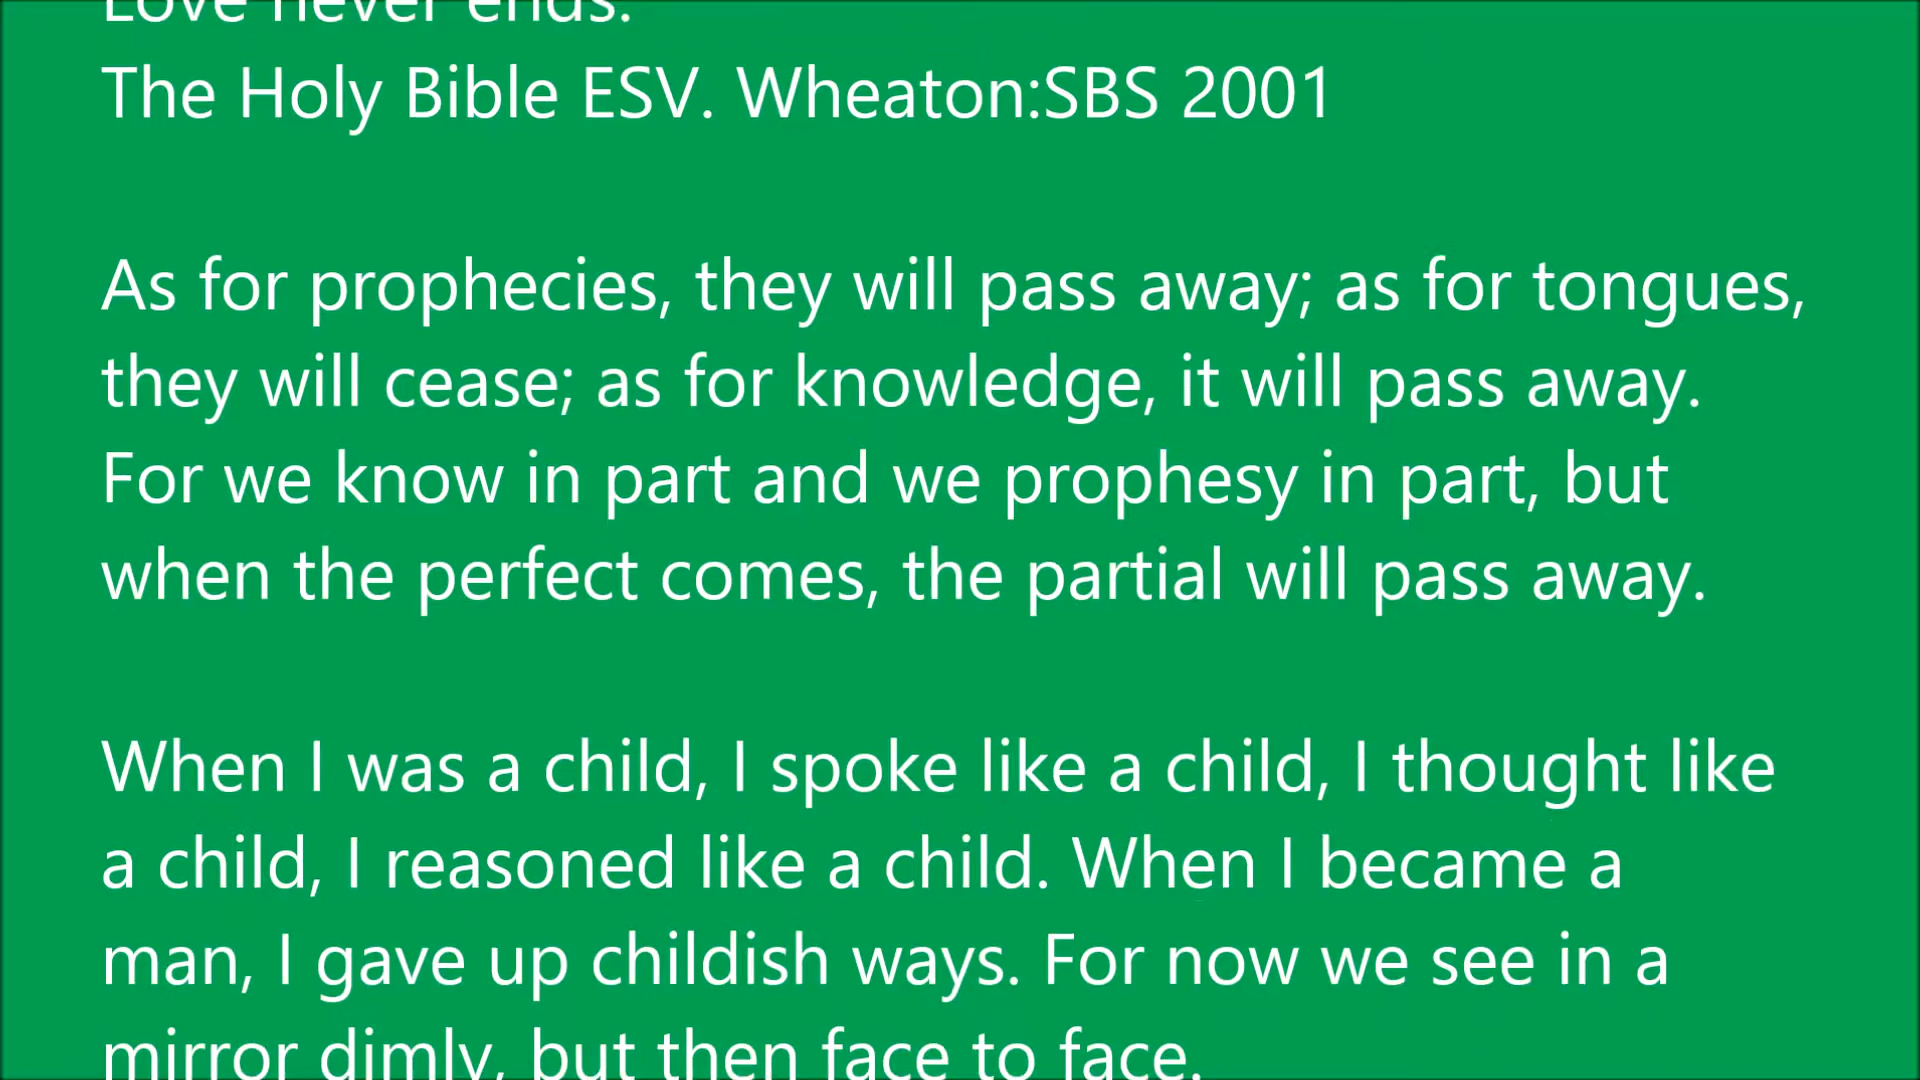 Love never ends.
The Holy Bible ESV. Wheaton:SBS 2001
As for prophecies, they will pass away; as for tongues,
they will cease; as for knowledge, it will pass away.
For we know in part and we prophesy in part, but
when the perfect comes, the partial will pass away.
When I was a child, I spoke like a child, I thought like
a child, I reasoned like a child. When I became a
man, I gave up childish ways. For now we see in a
mirror dimly, but then face to face.